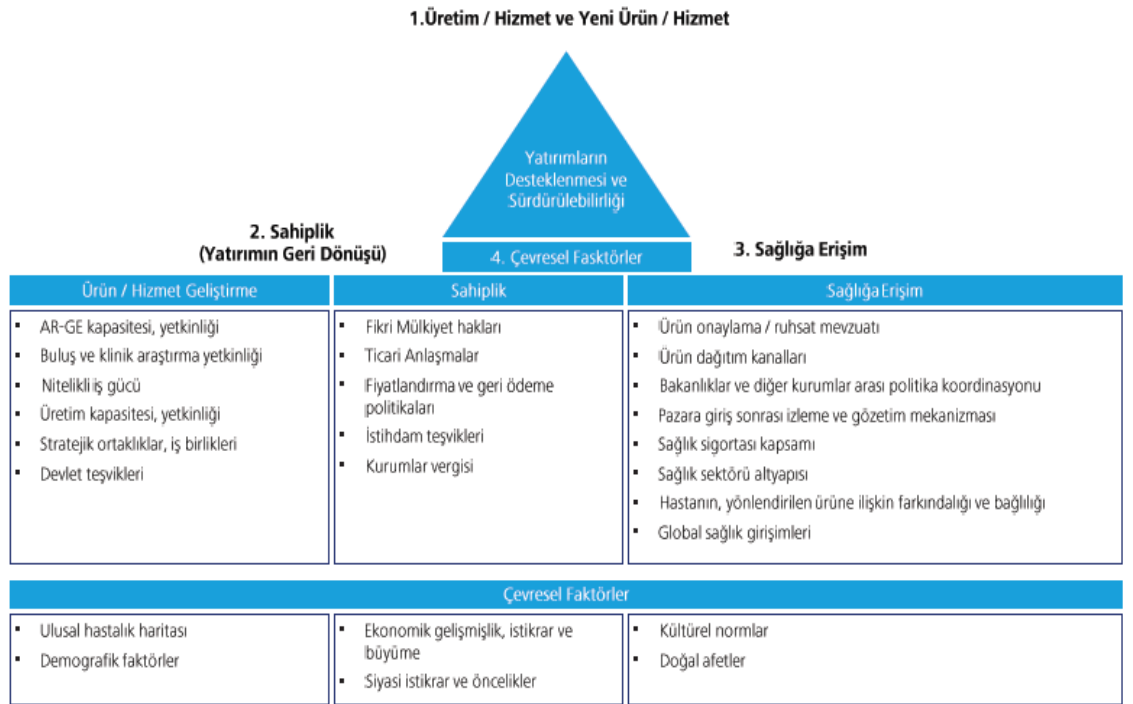 1.Üretim / Hizmet ve Yeni Ürün / Hizmet
Yatırımların
Desteklenmesi ve
Sürdürülebilirliği
2. Sahiplik
(Yatırımın Geri Dönüşü)
4. Çevresel Fasktörler
3. Sağlığa Erişim
Ürün / Hizmet Geliştirme
▪ AR-GE kapasitesi, yetkinliği
▪ Buluş ve klinik araştırma yetkinliği
▪ Nitelikli iş gücü
▪ Üretim kapasitesi, yetkinliği
▪ Stratejik ortaklıklar, iş birlikleri
▪ Devlet teşvikleri
Sahiplik
▪ Fikri Mülkiyet hakları
▪ Ticari Anlaşmalar
▪ Fiyatlandırma ve geri ödeme
politikaları
▪ İstihdam teşvikleri
▪ Kurumlar vergisi
Sağlığa Erişim
▪ Ürün onaylama / ruhsat mevzuatı
▪ Ürün dağıtım kanalları
▪ Bakanlıklar ve diğer kurumlar arası politika koordinasyonu
▪ Pazara giriş sonrası izleme ve gözetim mekanizması
▪ Sağlık sigortası kapsamı
▪ Sağlık sektörü altyapısı
▪ Hastanın, yönlendirilen ürüne ilişkin farkındalığı ve bağlılığı
▪ Global sağlık girişimleri
Çevresel Faktörler
▪ Ulusal hastalık haritası
▪ Demografik faktörler
▪ Ekonomik gelişmişlik, istikrar ve
büyüme
▪ Siyasi istikrar ve öncelikler
▪ Kültürel normlar
▪ Doğal afetler